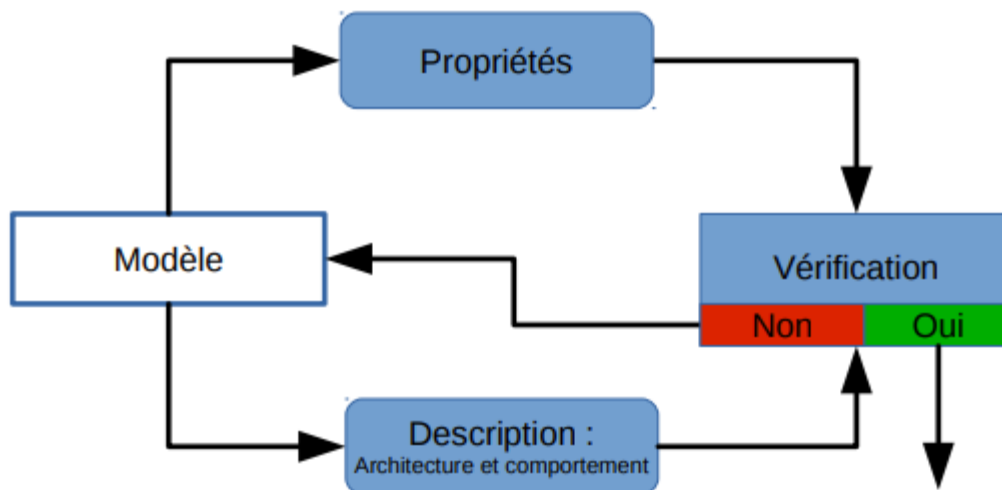 Propriétés
Modèle
Vérification
Non
Oui
Description :
Architecture et comportement